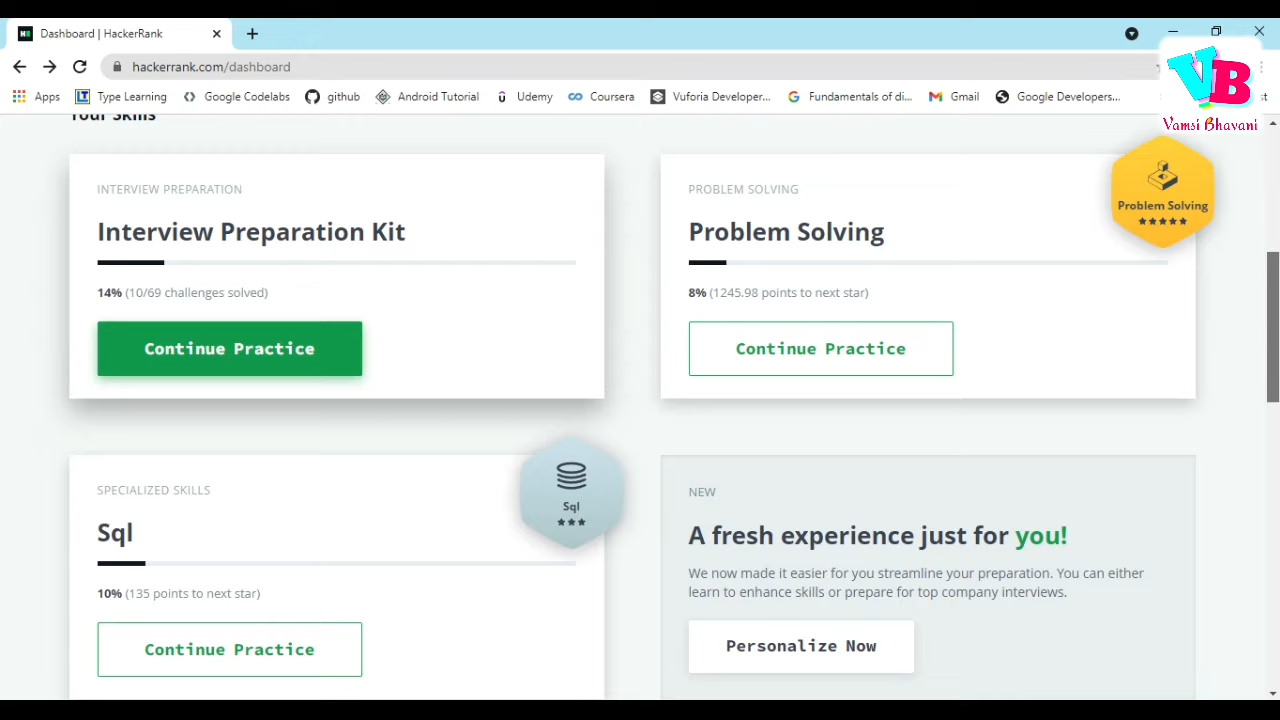 Dashboard | HackerRank
hackerrank.com/dashboard
Apps
Type Learning
Google Codelabs
github
Android Tutorial
Udemy
Coursera
Vuforia Developer...
Fundamentals of di...
Gmail
Google Developers...
VB
Vamsi Bhavani
Your Skills
INTERVIEW PREPARATION
Interview Preparation Kit
14% (10/69 challenges solved)
Continue Practice
PROBLEM SOLVING
Problem Solving
8% (1245.98 points to next star)
Continue Practice
Problem Solving
SPECIALIZED SKILLS
Sql
10% (135 points to next star)
Continue Practice
Sql
NEW
A fresh experience just for you!
We now made it easier for you streamline your preparation. You can either
learn to enhance skills or prepare for top company interviews.
Personalize Now